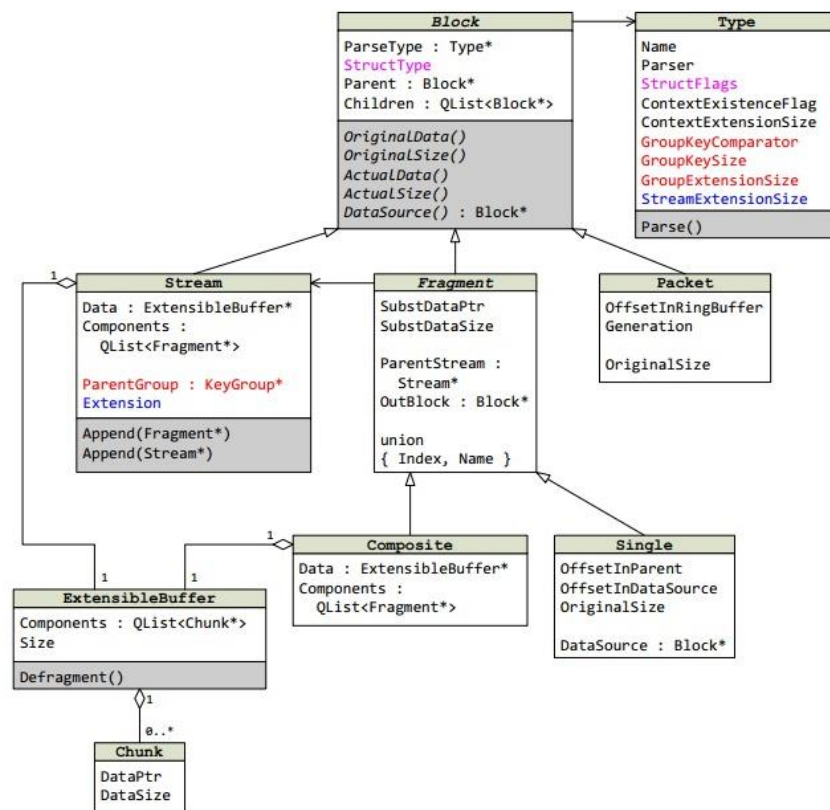 Block
ParseType : Type*
StructType
Parent : Block*
Children : QList<Block*>
OriginalData()
OriginalSize()
ActualData()
ActualSize()
DataSource() : Block*
Type
Name
Parser
StructFlags
ContextExistenceFlag
ContextExtensionSize
GroupKeyComparator
GroupKeySize
GroupExtensionSize
StreamExtensionSize
Parse()
1
Stream
Data : ExtensibleBuffer*
Components :
QList<Fragment*>
ParentGroup : KeyGroup*
Extension
Append(Fragment*)
Append(Stream*)
Fragment
SubstDataPtr
SubstDataSize
ParentStream :
Stream*
OutBlock : Block*
union
{ Index, Name }
Packet
OffsetInRingBuffer
Generation
OriginalSize
1
Composite
Data : ExtensibleBuffer*
Components :
QList<Fragment*>
Single
OffsetInParent
OffsetInDataSource
OriginalSize
DataSource : Block*
1
1
ExtensibleBuffer
Components : QList<Chunk*>
Size
Defragment()
1
0..*
Chunk
DataPtr
DataSize